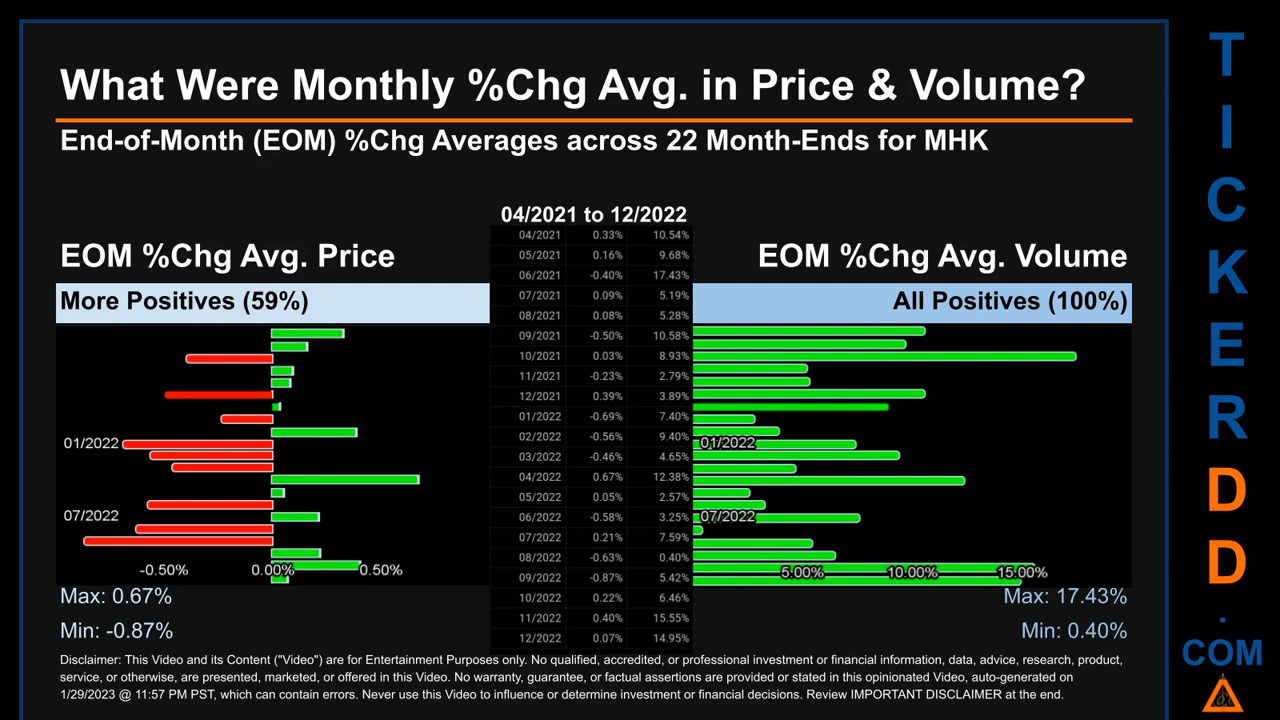 What Were Monthly %Chg Avg. in Price & Volume?
End-of-Month (EOM) %Chg Averages across 22 Month-Ends for MHK
04/2021 to 12/2022
EOM %Chg Avg. Price
EOM %Chg Avg. Volume
More Positives (59%)
All Positives (100%)
04/2021 0.33% 10.54%
05/2021 0.16% 9.68%
06/2021 -0.40% 17.43%
07/2021 0.09% 5.19%
08/2021 0.08% 5.28%
09/2021 -0.50% 10.58%
10/2021 0.03% 8.93%
11/2021 -0.23% 2.79%
12/2021 0.39% 3.89%
01/2022 -0.69% 7.40%
02/2022 -0.56% 9.40%
03/2022 -0.46% 4.65%
04/2022 0.67% 12.38%
05/2022 0.05% 2.57%
06/2022 -0.58% 3.25%
07/2022 0.21% 7.59%
08/2022 -0.63% 0.40%
09/2022 -0.87% 5.42%
10/2022 0.22% 6.46%
11/2022 0.40% 15.55%
12/2022 0.07% 14.95%
01/2022
07/2022
-0.50% 0.00% 0.50%
01/2022
07/2022
5.00% 10.00% 15.00%
Max: 0.67%
Min: -0.87%
Max: 17.43%
Min: 0.40%
Disclaimer: This Video and its Content ("Video") are for Entertainment Purposes only. No qualified, accredited, or professional investment or financial information, data, advice, research, product,
service, or otherwise, are presented, marketed, or offered in this Video. No warranty, guarantee, or factual assertions are provided or stated in this opinionated Video, auto-generated on
1/29/2023 @ 11:57 PM PST, which can contain errors. Never use this Video to influence or determine investment or financial decisions. Review IMPORTANT DISCLAIMER at the end.
T
I
C
K
E
R
D
D
.
COM